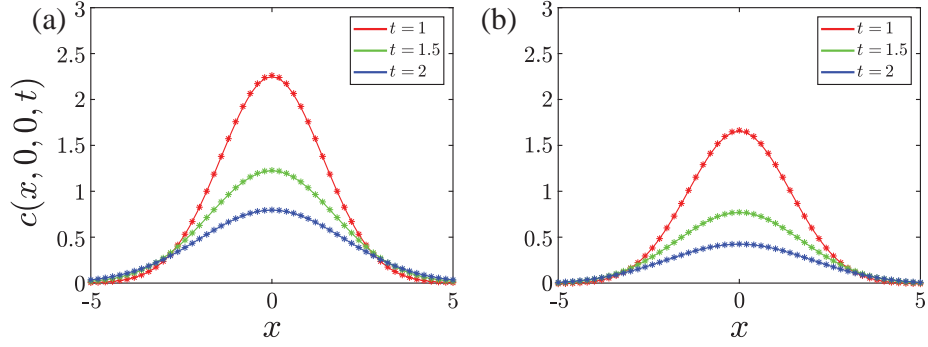 (a)
3
2.5
2
1.5
1
0.5
0
-5
0
5
x
c(x, 0, 0, t)
t = 1
t = 1.5
t = 2
(b)
3
2.5
2
1.5
1
0.5
0
-5
0
5
x
t = 1
t = 1.5
t = 2